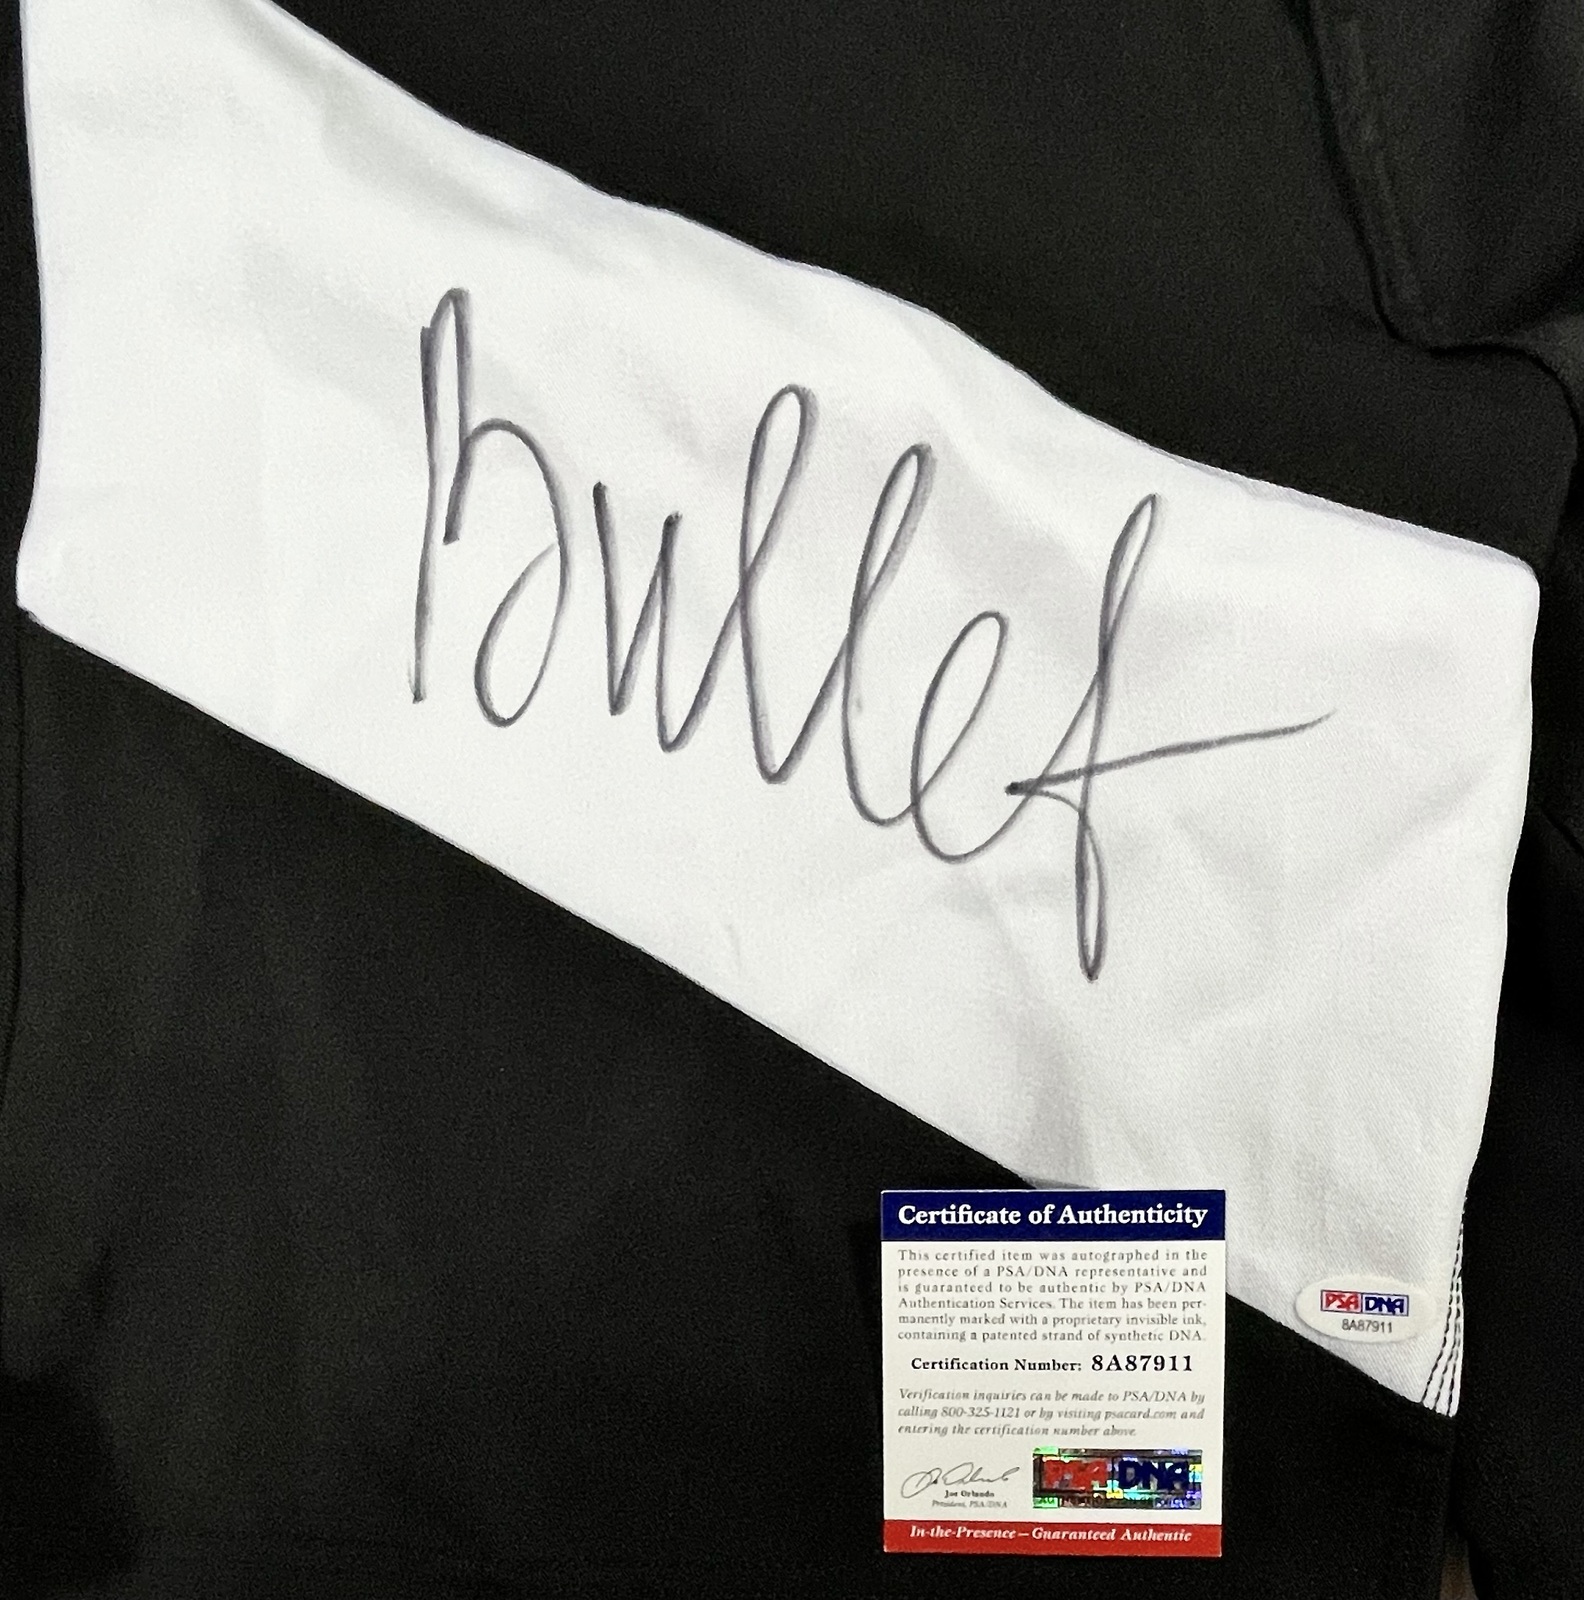 Bullet
Certificate of Authenticity
This certified item was autographed in the
presence of a PSA/DNA representative and
is guaranteed to be authentic by PSA/DNA
Authentication Services. The item has been per-
manently marked with a proprietary invisible ink,
containing a patented strand of synthetic DNA.
Certification Number: 8A87911
Verification inquiries can be made to PSA/DNA by
calling 800-325-1121 or by visiting psacard.com and
entering the certification number above.
Joe Orlando
President, PSA/DNA
PSA DNA
In-the-Presence – Guaranteed Authentic
PSA DNA
8A87911